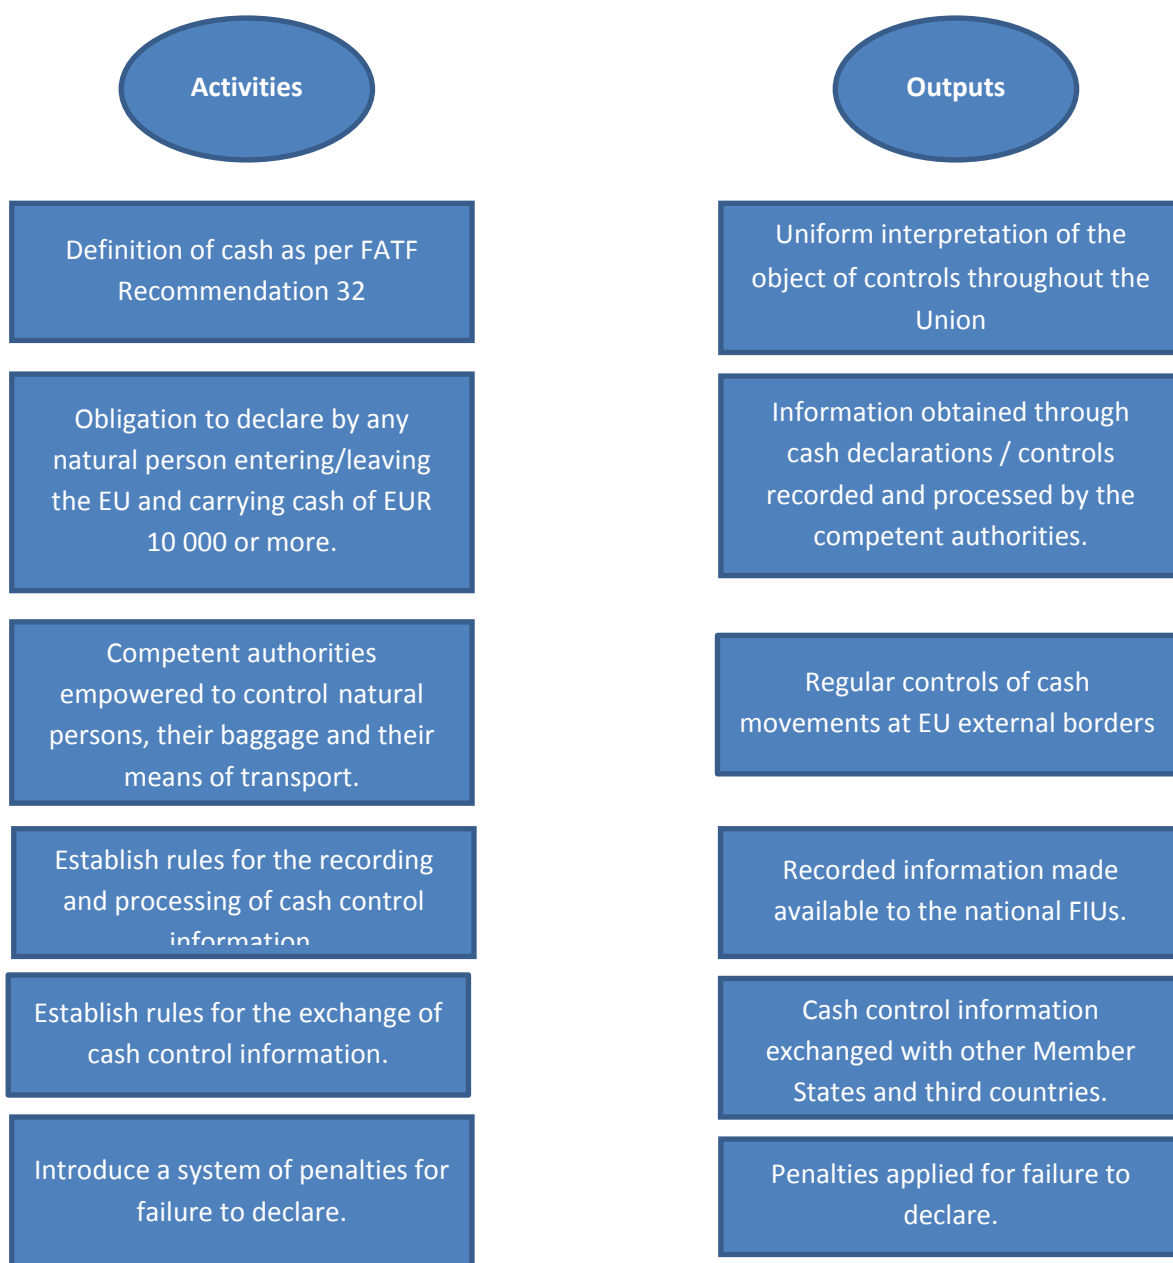 Activities
Outputs
Definition of cash as per FATF
Recommendation 32
Uniform interpretation of the
object of controls throughout the
Union
Obligation to declare by any
natural person entering/leaving
the EU and carrying cash of EUR
10 000 or more.
Information obtained through
cash declarations / controls
recorded and processed by the
competent authorities.
Competent authorities
empowered to control natural
persons, their baggage and their
means of transport.
Regular controls of cash
movements at EU external borders
Establish rules for the recording
and processing of cash control
information
Recorded information made
available to the national FIUs.
Establish rules for the exchange of
cash control information.
Cash control information
exchanged with other Member
States and third countries.
Introduce a system of penalties for
failure to declare.
Penalties applied for failure to
declare.